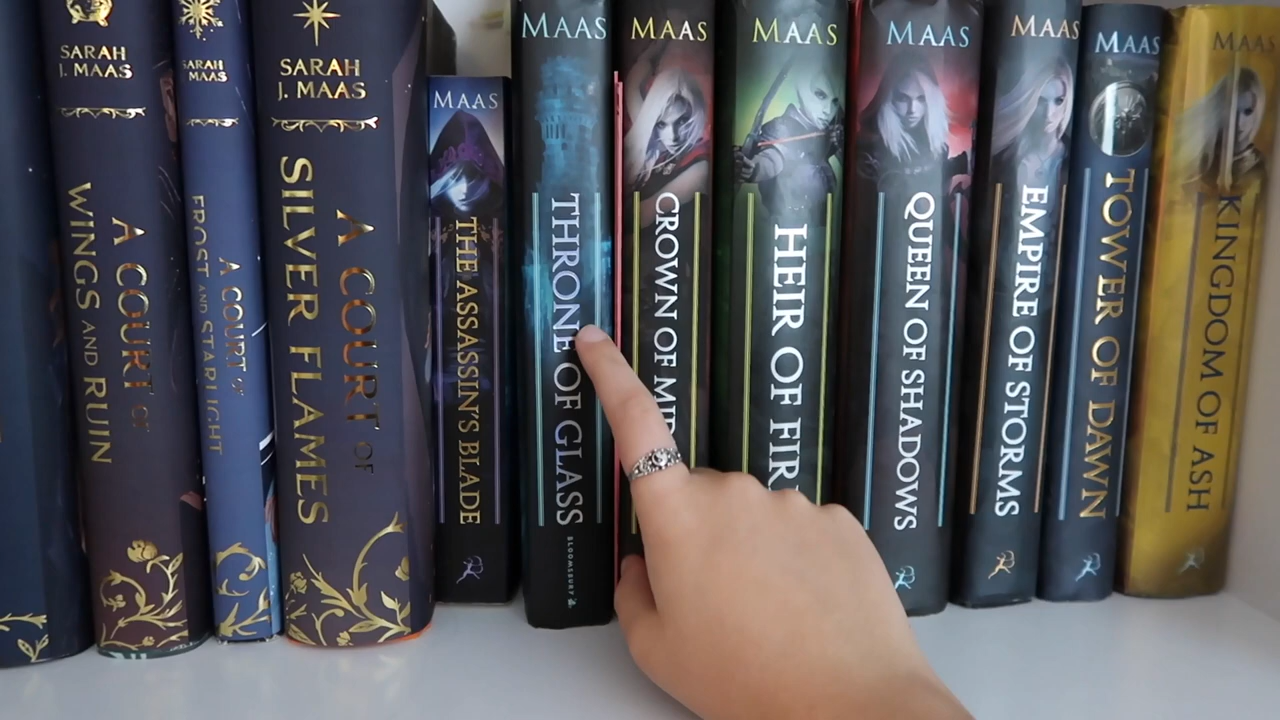 SARAH
J. MAAS
A COURT OF
WINGS AND RUIN
SARAH
J. MAAS
A COURT OF
FROST AND STARLIGHT
SARAH
J. MAAS
A COURT OF
SILVER FLAMES
MAAS
THE ASSASSIN'S BLADE
MAAS
THRONE OF GLASS
BLOOMSBURY
MAAS
CROWN OF MID
MAAS
HEIR OF FIR
MAAS
QUEEN OF SHADOWS
MAAS
EMPIRE OF STORMS
MAAS
TOWER OF DAWN
MAAS
KINGDOM OF ASH